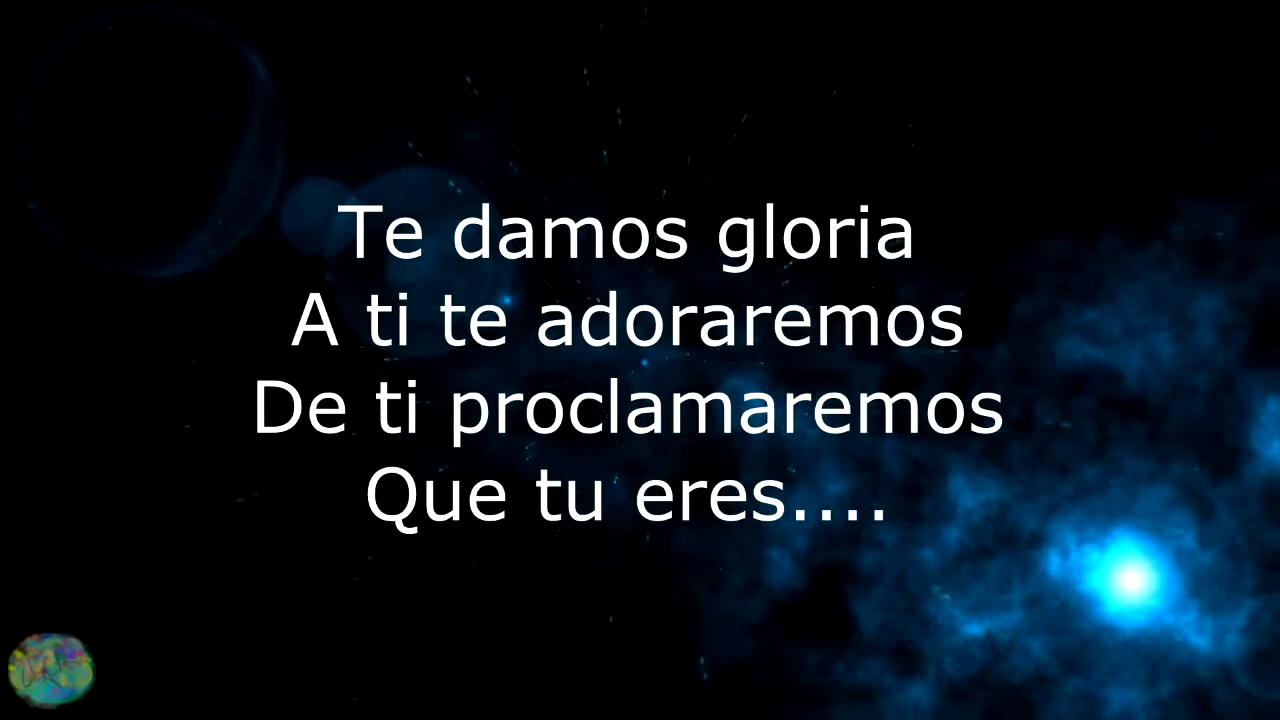 Te damos gloria
A ti te adoraremos
De ti proclamaremos
Que tu eres....